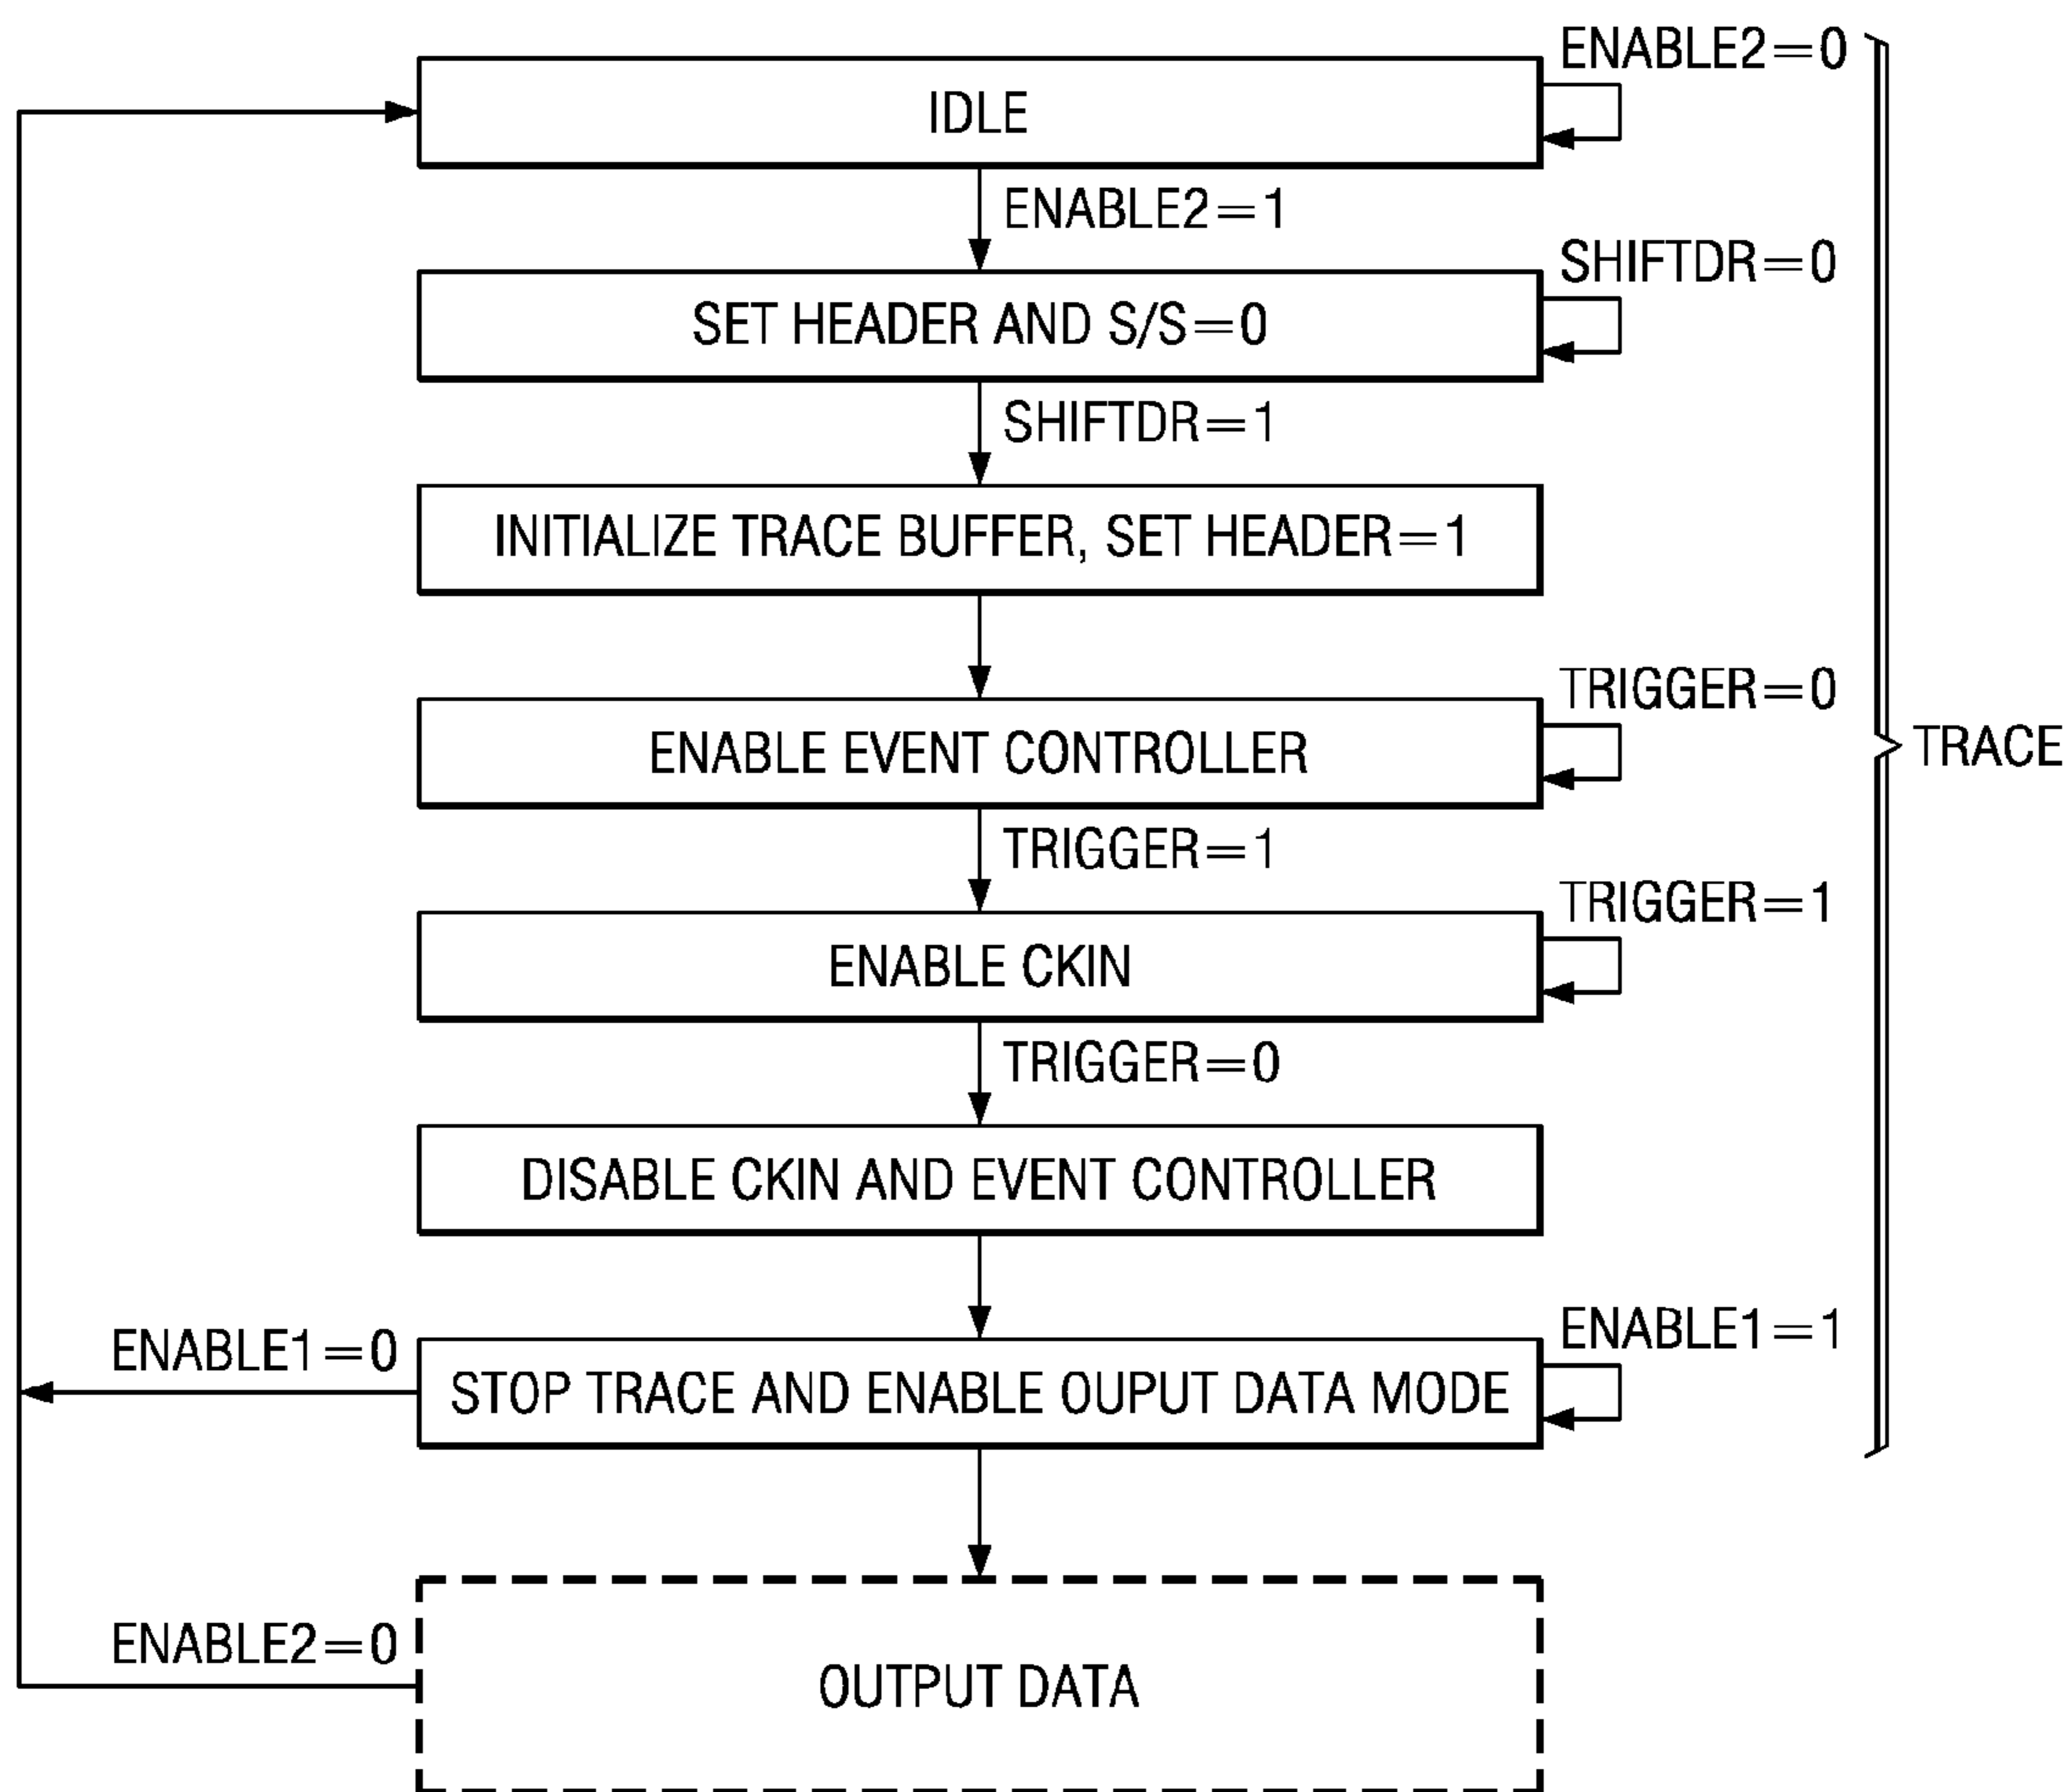 ENABLE2=0
IDLE
ENABLE2=1
SHIFTDR=0
SET HEADER AND S/S=0
SHIFTDR=1
INITIALIZE TRACE BUFFER, SET HEADER=1
TRIGGER=0
ENABLE EVENT CONTROLLER
TRACE
TRIGGER=1
TRIGGER=1
ENABLE CKIN
TRIGGER=0
DISABLE CKIN AND EVENT CONTROLLER
ENABLE1=1
ENABLE1=0
STOP TRACE AND ENABLE OUPUT DATA MODE
ENABLE2=0
OUTPUT DATA